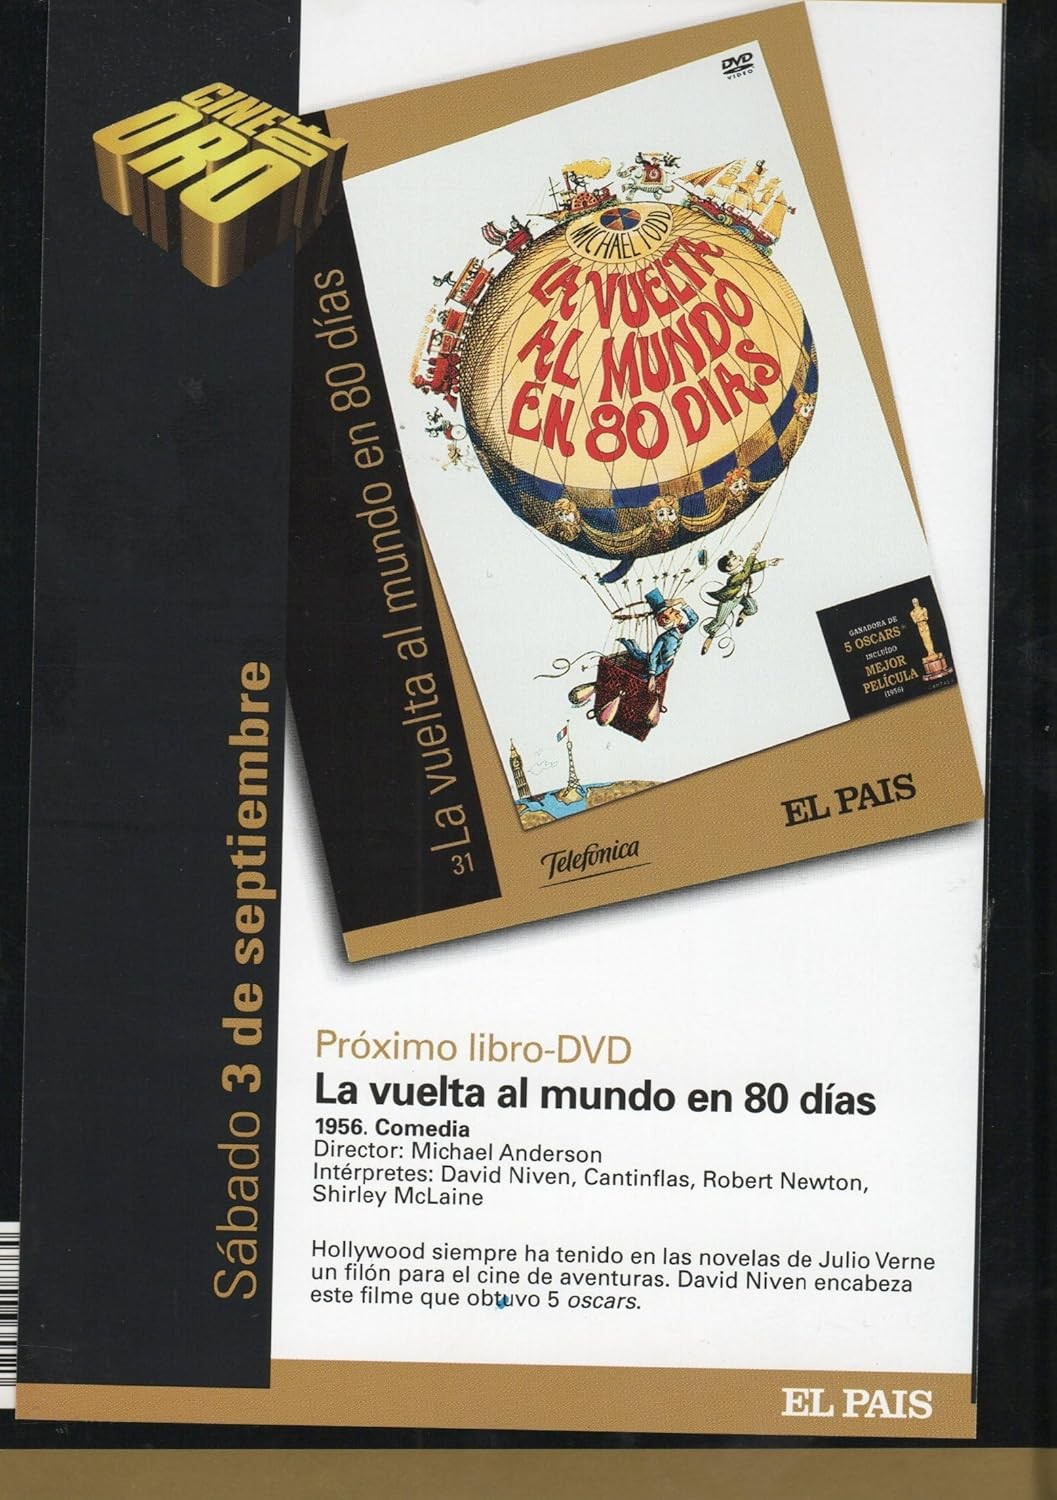 CINE DE
ORO
DVD
VIDEO
MICHAEL TODD
LA VUELTA
AL MUNDO
EN 80 DIAS
La vuelta al mundo en 80 días
31
GANADORA DE
5 OSCARS
INCLUÍDO
MEJOR
PELÍCULA
(1956)
EL PAIS
Telefónica
Sábado 3 de septiembre
Próximo libro-DVD
La vuelta al mundo en 80 días
1956. Comedia
Director: Michael Anderson
Intérpretes: David Niven, Cantinflas, Robert Newton,
Shirley McLaine
Hollywood siempre ha tenido en las novelas de Julio Verne
un filón para el cine de aventuras. David Niven encabeza
este filme que obtuvo 5 oscars.
EL PAIS